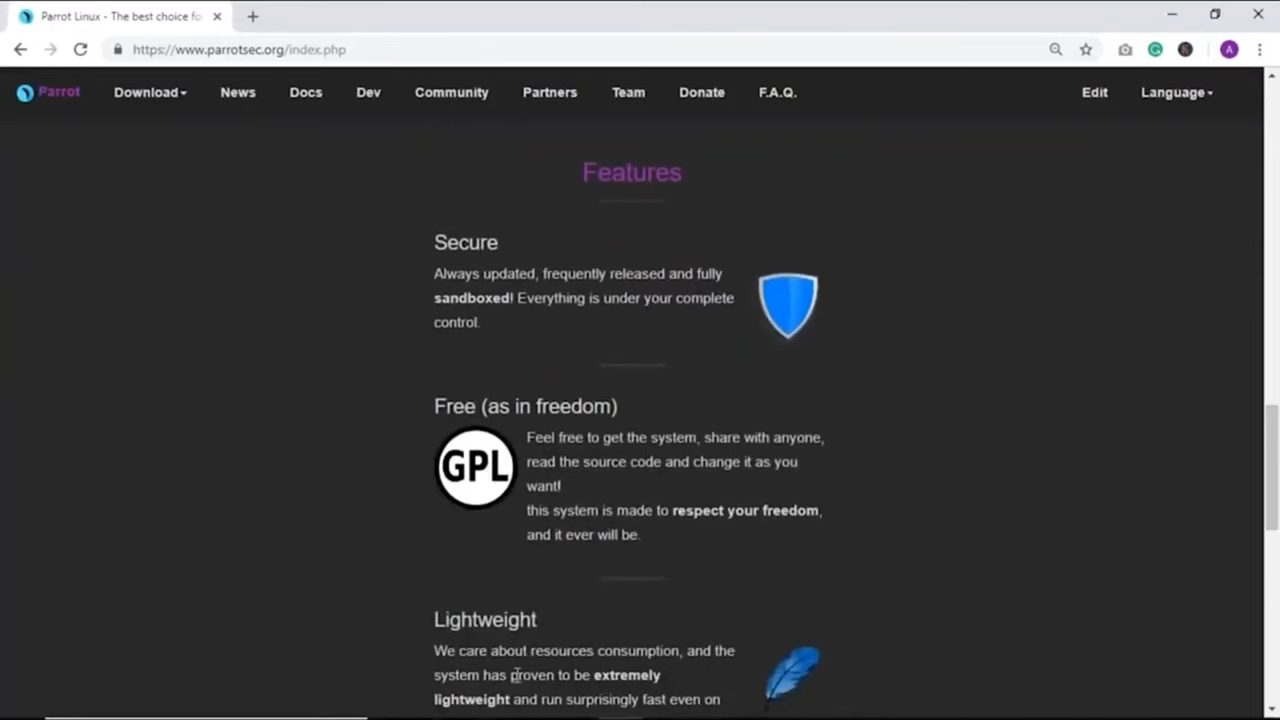 Parrot Linux - The best choice fo
https://www.parrotsec.org/index.php
A
Parrot Download News Docs Dev Community Partners Team Donate F.A.Q. Edit Language
Features
Secure
Always updated, frequently released and fully
sandboxed! Everything is under your complete
control.
Free (as in freedom)
GPL
Feel free to get the system, share with anyone,
read the source code and change it as you
want!
this system is made to respect your freedom,
and it ever will be.
Lightweight
We care about resources consumption, and the
system has proven to be extremely
lightweight and run surprisingly fast even on